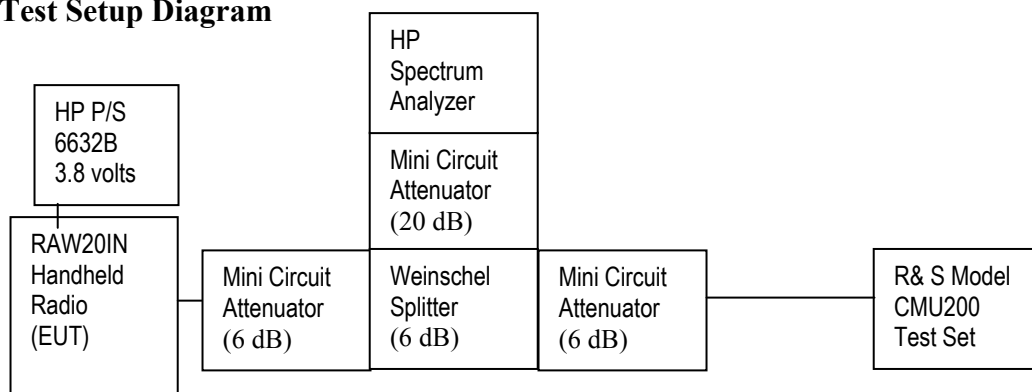 Test Setup Diagram
HP
Spectrum
Analyzer
HP P/S
6632B
3.8 volts
Mini Circuit
Attenuator
(20 dB)
RAW20IN
Handheld
Radio
(EUT)
Mini Circuit
Attenuator
(6 dB)
Weinschel
Splitter
(6 dB)
Mini Circuit
Attenuator
(6 dB)
R& S Model
CMU200
Test Set